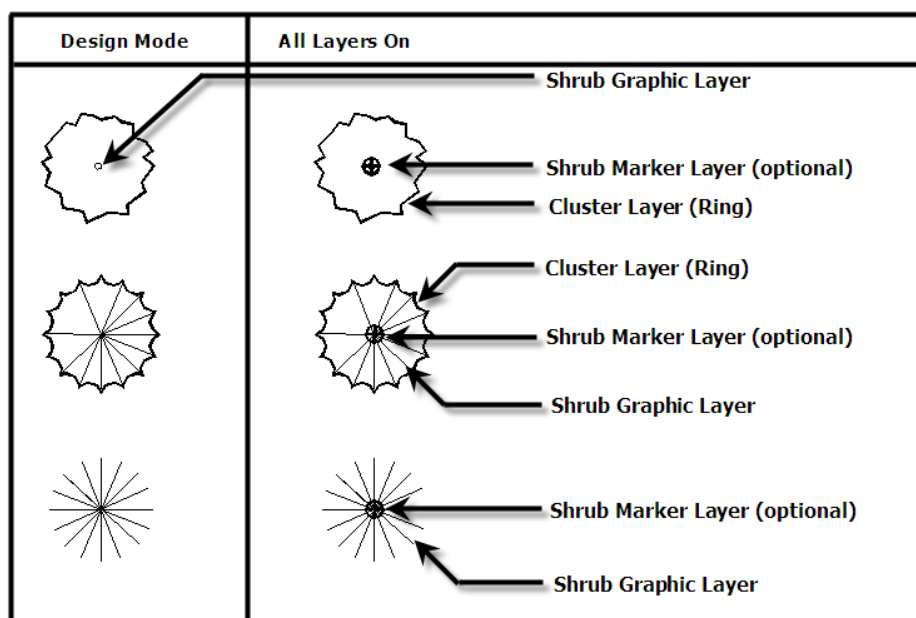 Design Mode
All Layers On
Shrub Graphic Layer
Shrub Marker Layer (optional)
Cluster Layer (Ring)
Cluster Layer (Ring)
Shrub Marker Layer (optional)
Shrub Graphic Layer
Shrub Marker Layer (optional)
Shrub Graphic Layer